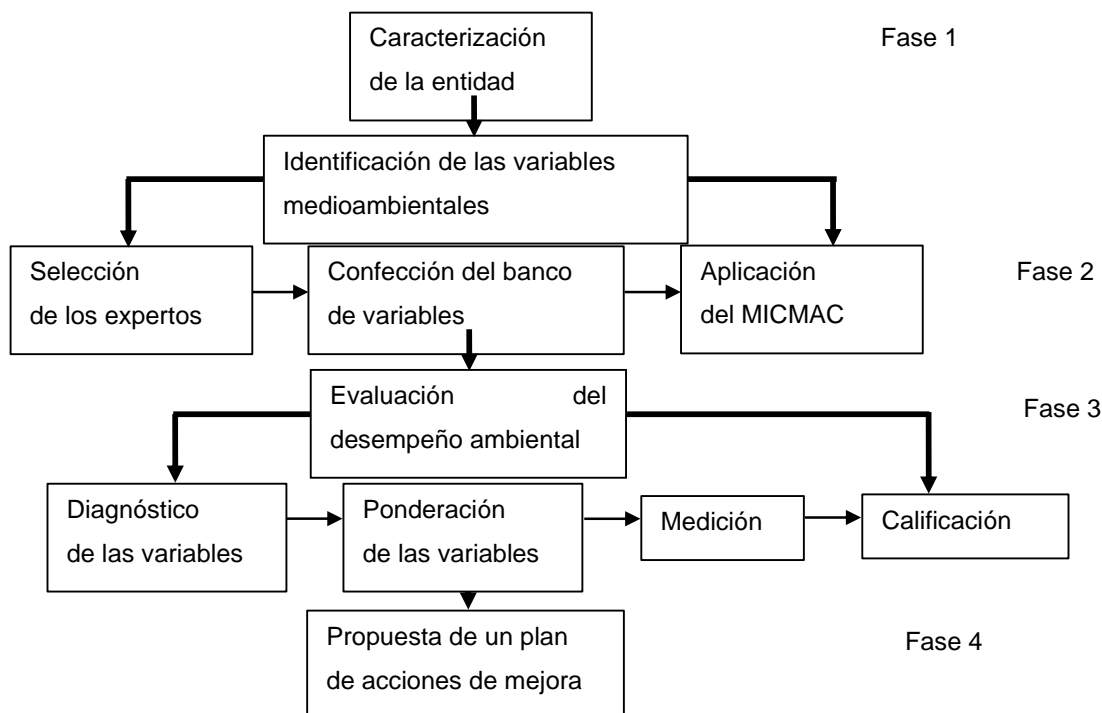 Caracterización
de la entidad
Fase 1
Identificación de las variables
medioambientales
Selección
de los expertos
Confección del banco
de variables
Aplicación
del MICMAC
Fase 2
Evaluación del
desempeño ambiental
Fase 3
Diagnóstico
de las variables
Ponderación
de las variables
Medición
Calificación
Propuesta de un plan
de acciones de mejora
Fase 4